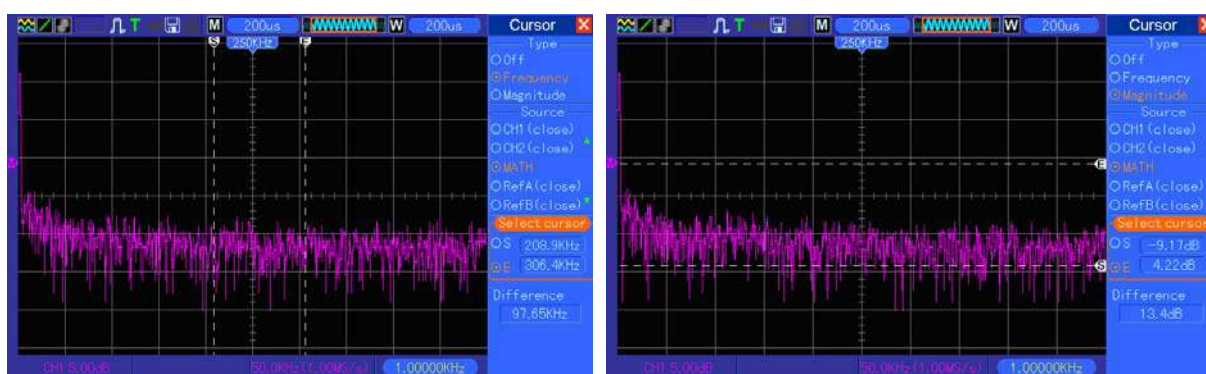 T M 200us W 200us Cursor
S 250KHz E
Type
Off
Frequency
Magnitude
Source
CH1(close)
CH2(close)
MATH
RefA(close)
RefB(close)
Select cursor
S 208.9KHz
E 306.4KHz
Difference
97.65KHz
CH1 5.00dB 50.0KHz(1.00MS/s) 1.00000KHz
T M 200us W 200us Cursor
250KHz
Type
Off
Frequency
Magnitude
Source
CH1(close)
CH2(close)
E
MATH
RefA(close)
RefB(close)
Select cursor
S -9.17dB
S
E 4.22dB
Difference
13.4dB
CH1 5.00dB 50.0KHz(1.00MS/s) 1.00000KHz